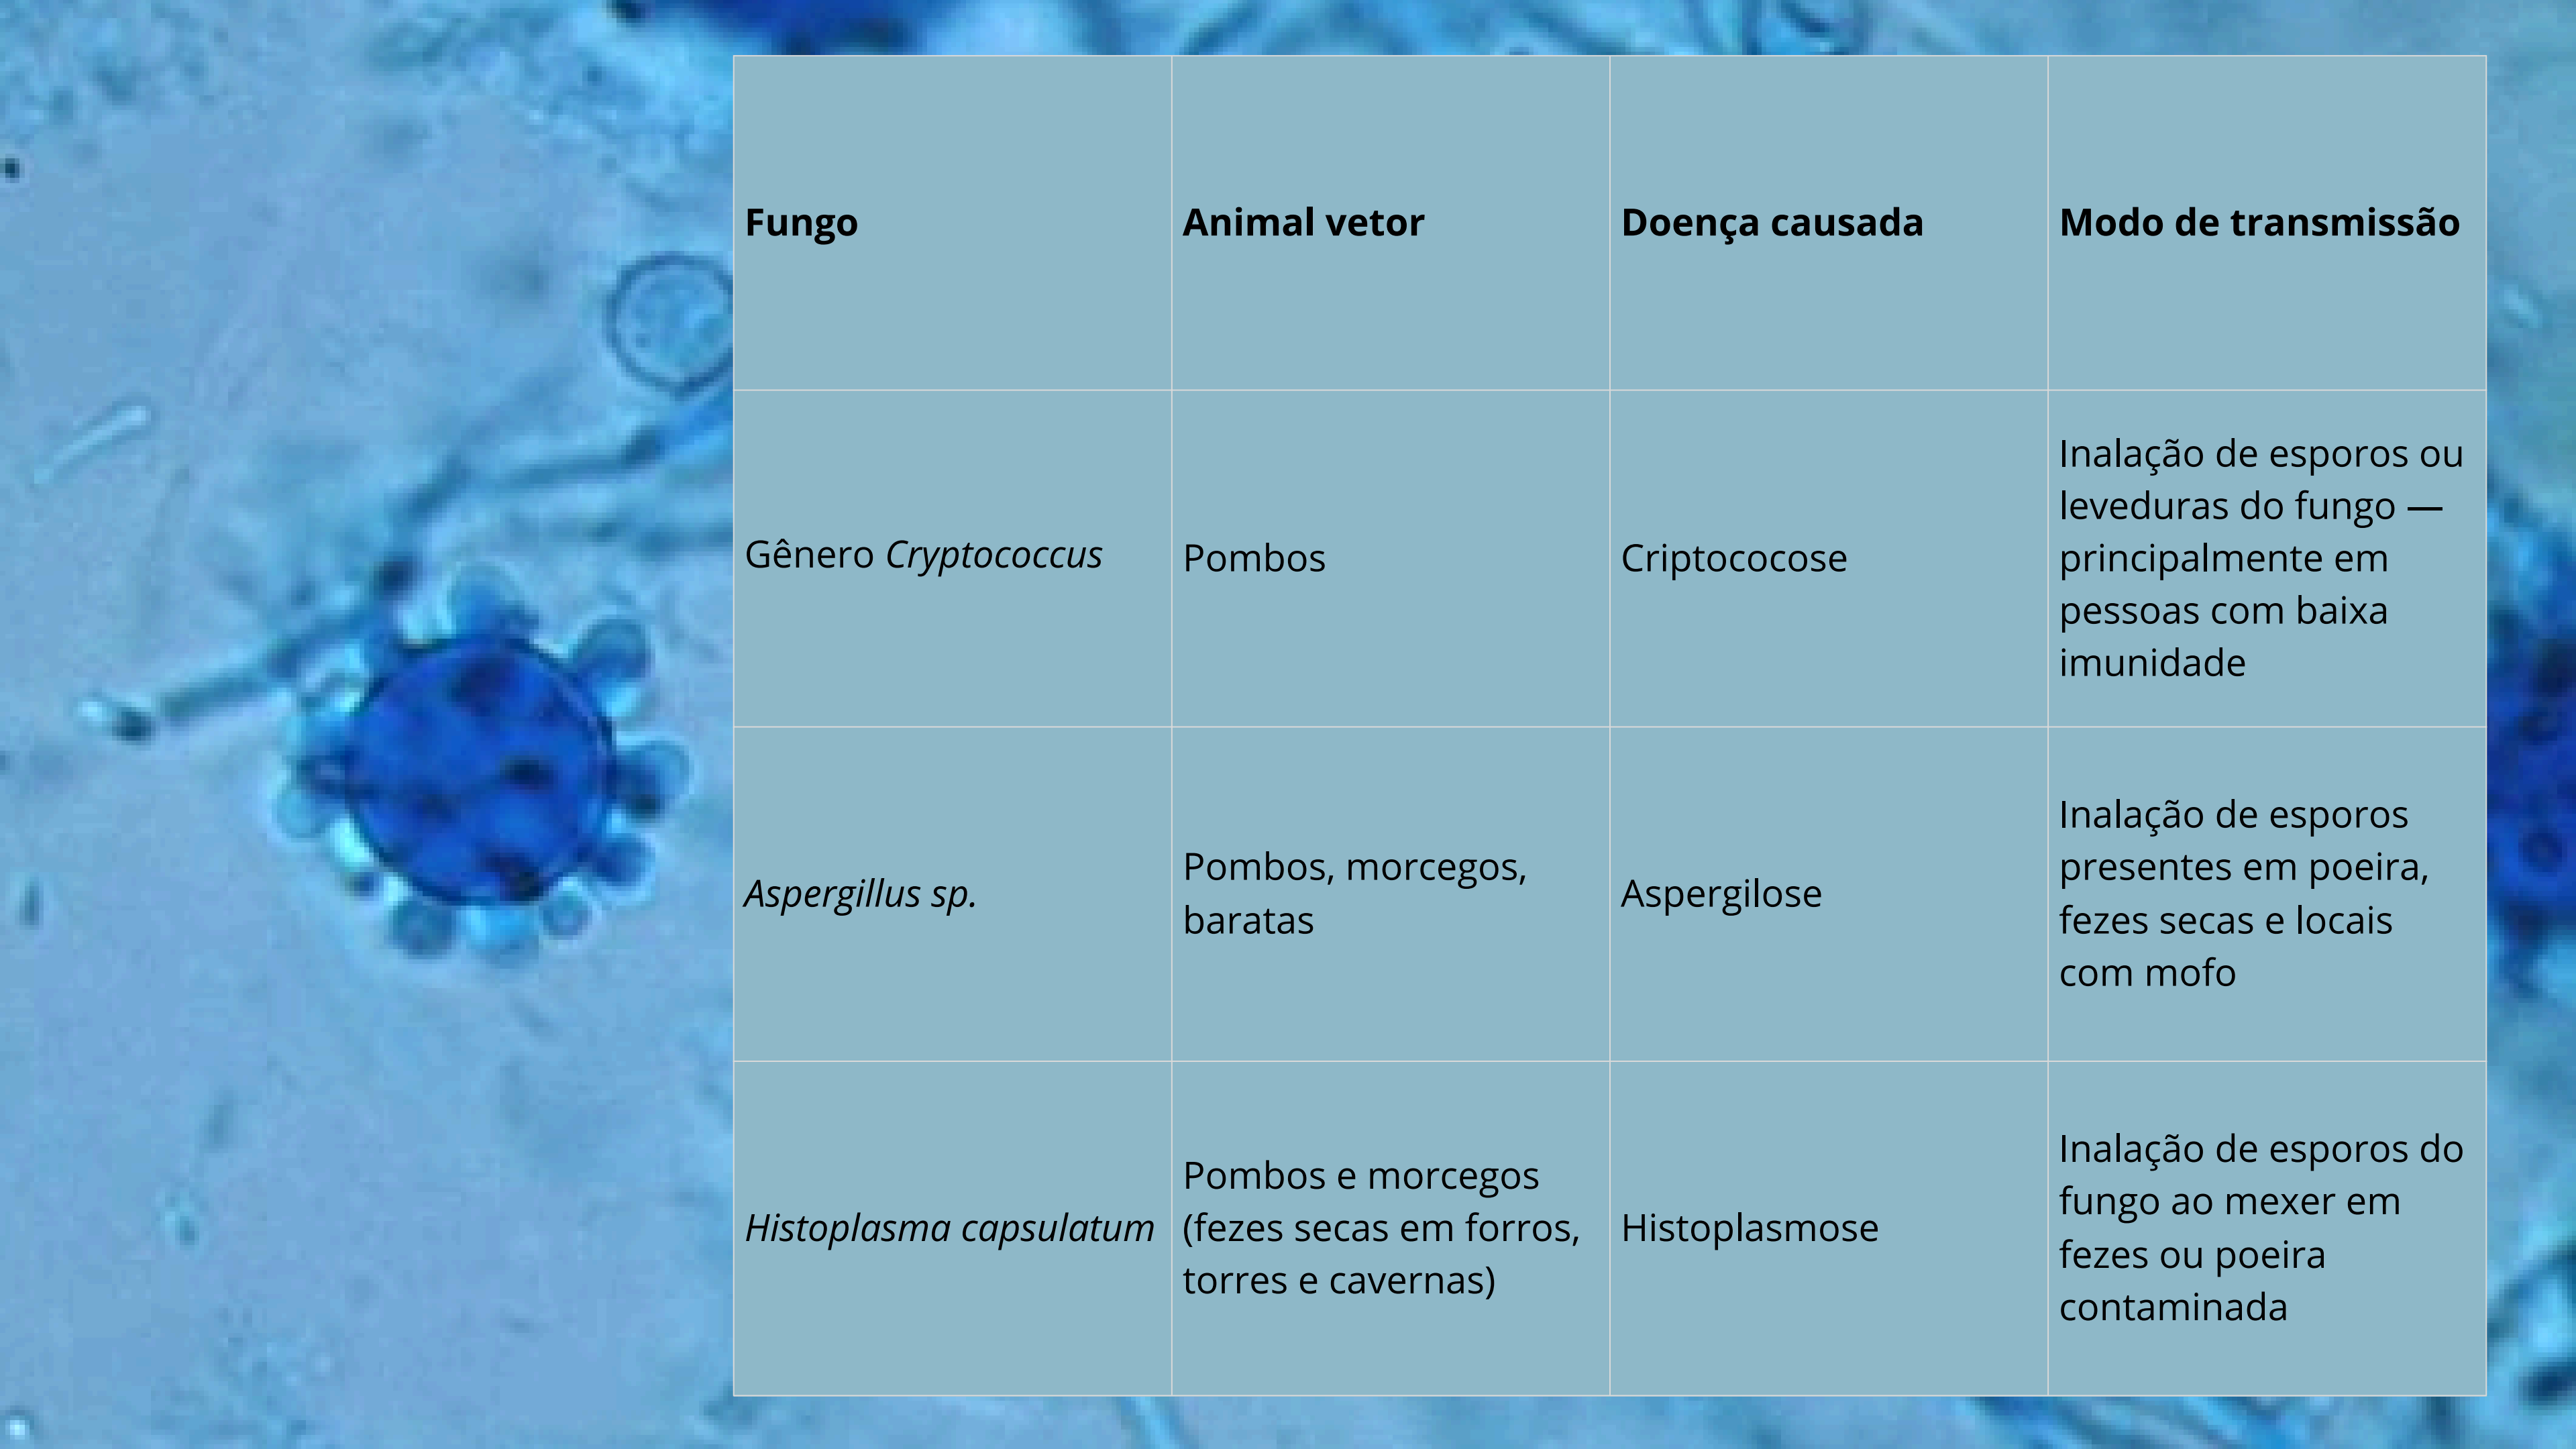 Fungo
Animal vetor
Doença causada
Modo de transmissão
Gênero Cryptococcus
Pombos
Criptococose
Inalação de esporos ou
leveduras do fungo —
principalmente em
pessoas com baixa
imunidade
Aspergillus sp.
Pombos, morcegos,
baratas
Aspergilose
Inalação de esporos
presentes em poeira,
fezes secas e locais
com mofo
Histoplasma capsulatum
Pombos e morcegos
(fezes secas em forros,
torres e cavernas)
Histoplasmose
Inalação de esporos do
fungo ao mexer em
fezes ou poeira
contaminada